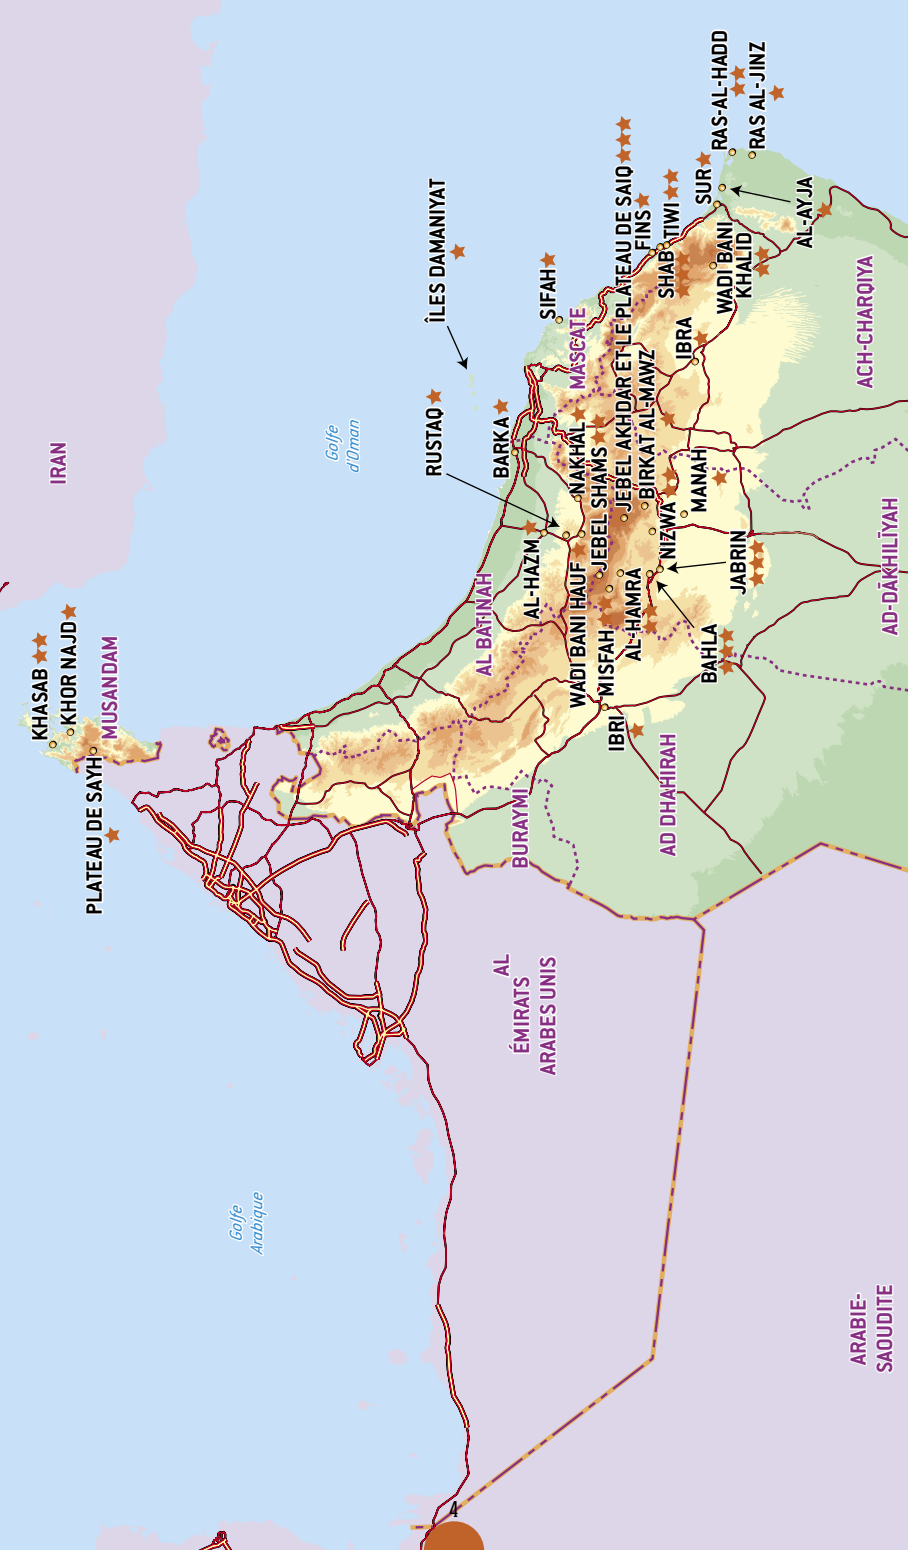 IRAN
KHASAB
KHOR NAJD
MUSANDAM
PLATEAU DE SAYH
Golfe
d'Oman
Golfe
Arabique
ÎLES DAMANIYAT
RUSTAQ
BARKA
SIFAH
MASCATE
AL BATINAH
AL-HAZM
NAKHAL
WADI BANI HAUF
JEBEL SHAMS
MISFAH
JEBEL AKHDAR ET LE PLATEAU DE SAIQ
AL-HAMRA
BIRKAT AL-MAWZ
FINS
SHAB
TIWI
NIZWA
MANAH
IBRA
SUR
RAS-AL-HADD
RAS AL-JINZ
AL-AYJA
WADI BANI
KHALID
JABRIN
BAHLA
IBRI
BURAYMI
AD DHAHIRAH
ACH-CHARQIYA
AD-DĀKHILĪYAH
AL
ÉMIRATS
ARABES UNIS
ARABIE-
SAOUDITE
4